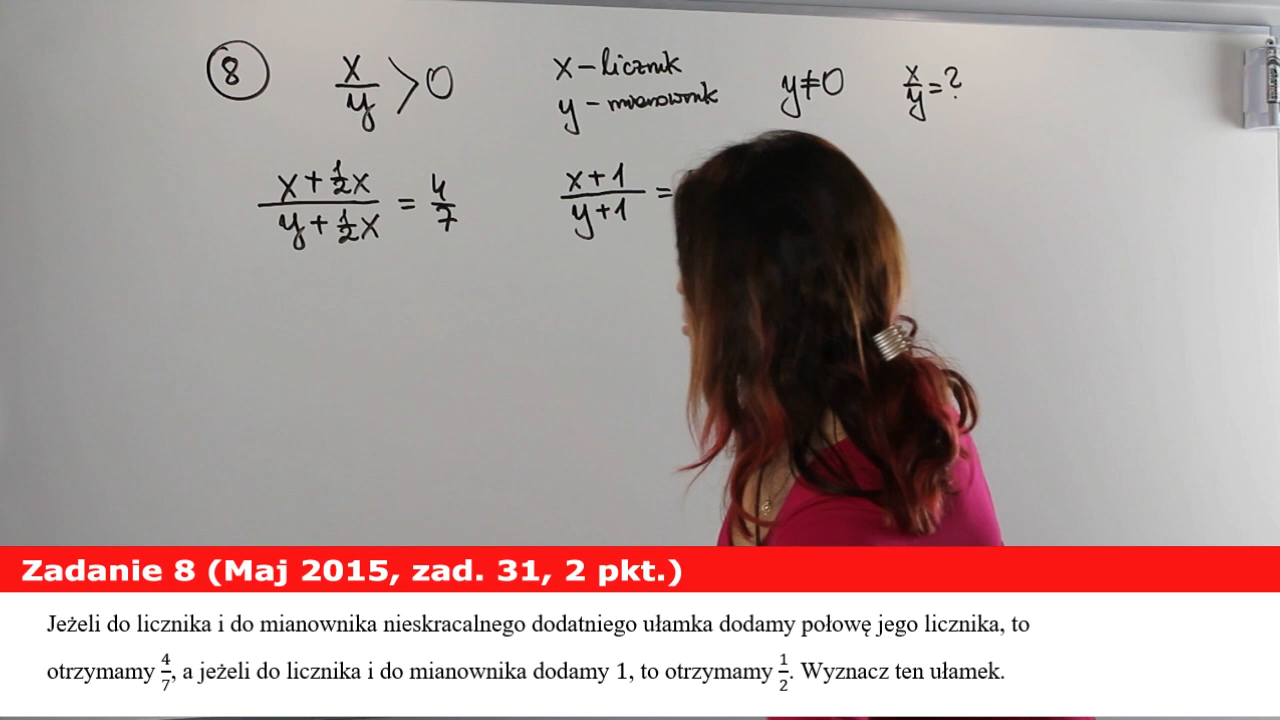 8 x/y > 0 x – licznik y ≠ 0 x/y = ?
y – mianownik
(x + 1/2x)/(y + 1/2x) = 4/7 (x + 1)/(y + 1) =
Zadanie 8 (Maj 2015, zad. 31, 2 pkt.)
Jeżeli do licznika i do mianownika nieskracalnego dodatniego ułamka dodamy połowę jego licznika, to
otrzymamy 4/7, a jeżeli do licznika i do mianownika dodamy 1, to otrzymamy 1/2. Wyznacz ten ułamek.